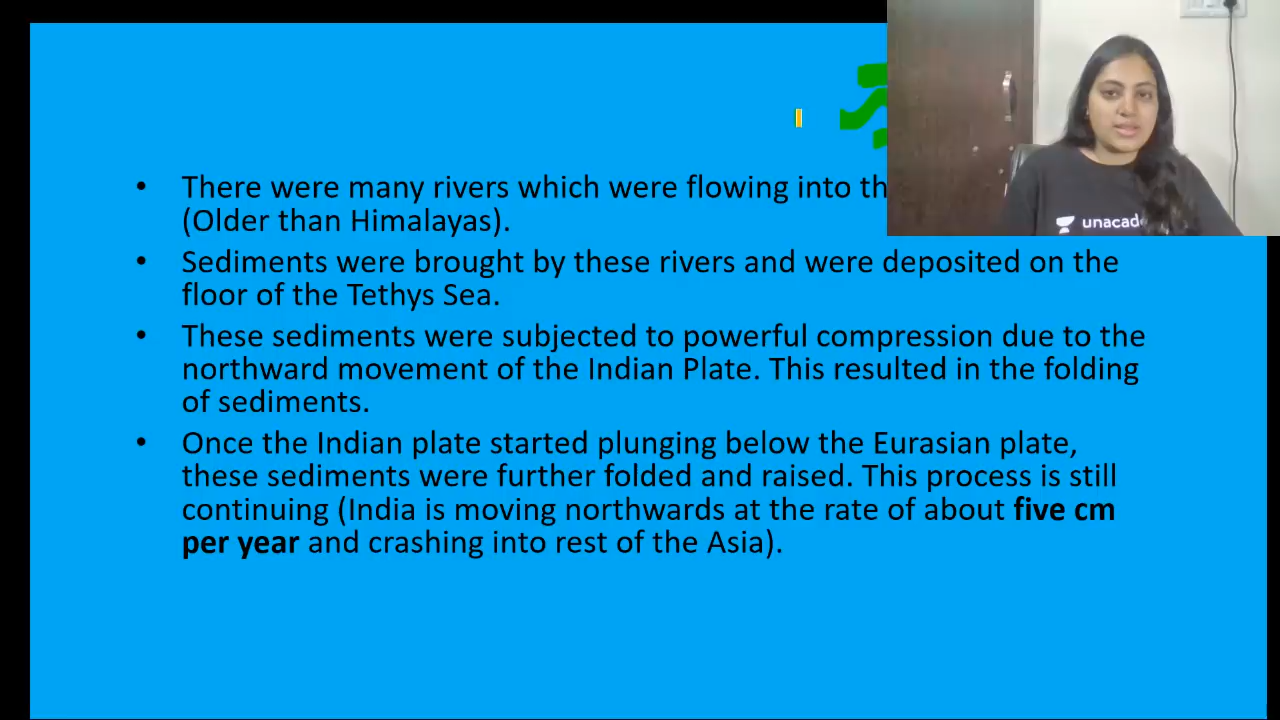 • There were many rivers which were flowing into
(Older than Himalayas).
• Sediments were brought by these rivers and were deposited on the
floor of the Tethys Sea.
• These sediments were subjected to powerful compression due to the
northward movement of the Indian Plate. This resulted in the folding
of sediments.
• Once the Indian plate started plunging below the Eurasian plate,
these sediments were further folded and raised. This process is still
continuing (India is moving northwards at the rate of about five cm
per year and crashing into rest of the Asia).